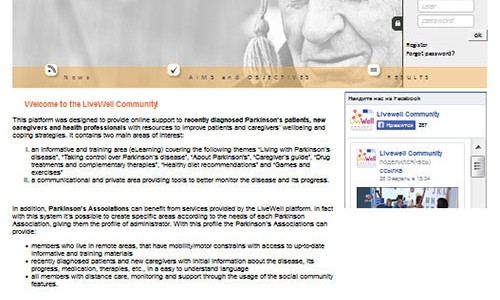 user
password
ok
Register
Forgot password?
News
AIMS and OBJECTIVES
RESULTS
Welcome to the LiveWell Community!
This platform was designed to provide online support to recently diagnosed Parkinson's patients, new
caregivers and health professionals with resources to improve patients and caregivers' wellbeing and
coping strategies. It contains two main areas of interest:
I. an informative and training area (eLearning) covering the following themes "Living with Parkinson's
disease", "Taking control over Parkinson's disease", "About Parkinson's", "Caregiver's guide", "Drug
treatments and complementary therapies", "Healthy diet recommendations" and "Games and
exercises"
II. a communicational and private area providing tools to better monitor the disease and its progress.
In addition, Parkinson's Associations can benefit from services provided by the LiveWell platform. In fact
with this system it's possible to create specific areas according to the needs of each Parkinson
Association, giving them the profile of administrator. With this profile the Parkinson's Associations can
provide:
members who live in remote areas, that have mobility/motor constrains with access to up-to-date
informative and training materials
recently diagnosed patients and new caregivers with information about the disease, its
progress, medication, therapies, etc., in a easy to understand language
all members with distance care, monitoring and support through the usage of the social community
features.
Найдите нас на Facebook
Livewell Community
Нравится 257
Livewell Community
поделился(-ась)
ссылка.